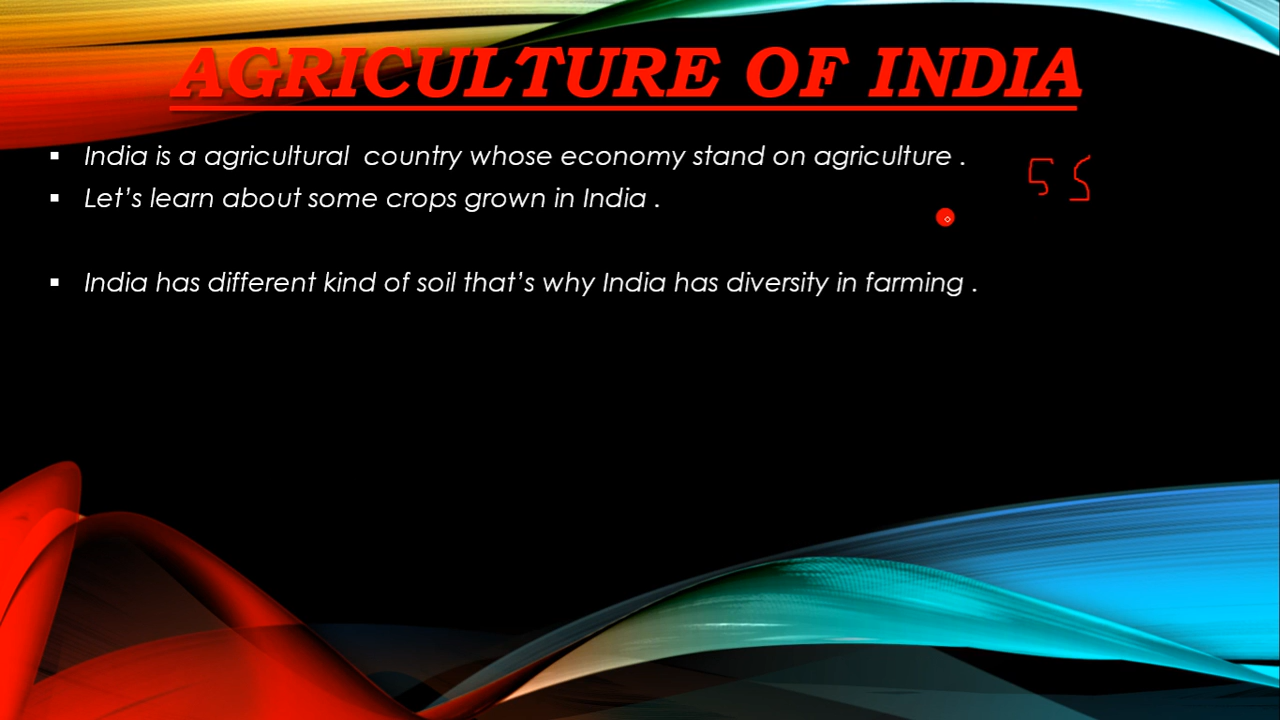 AGRICULTURE OF INDIA
▪ India is a agricultural  country whose economy stand on agriculture .
▪ Let’s learn about some crops grown in India .
▪ India has different kind of soil that’s why India has diversity in farming .